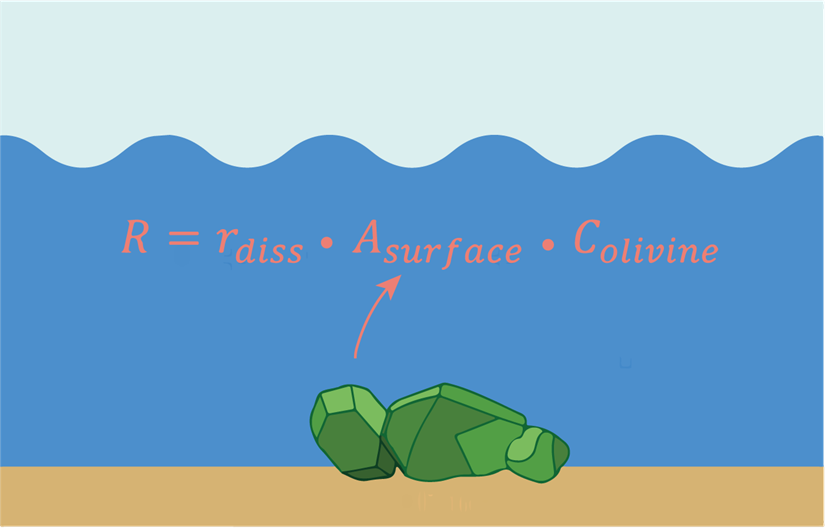 R = r_diss • A_surface • C_olivine